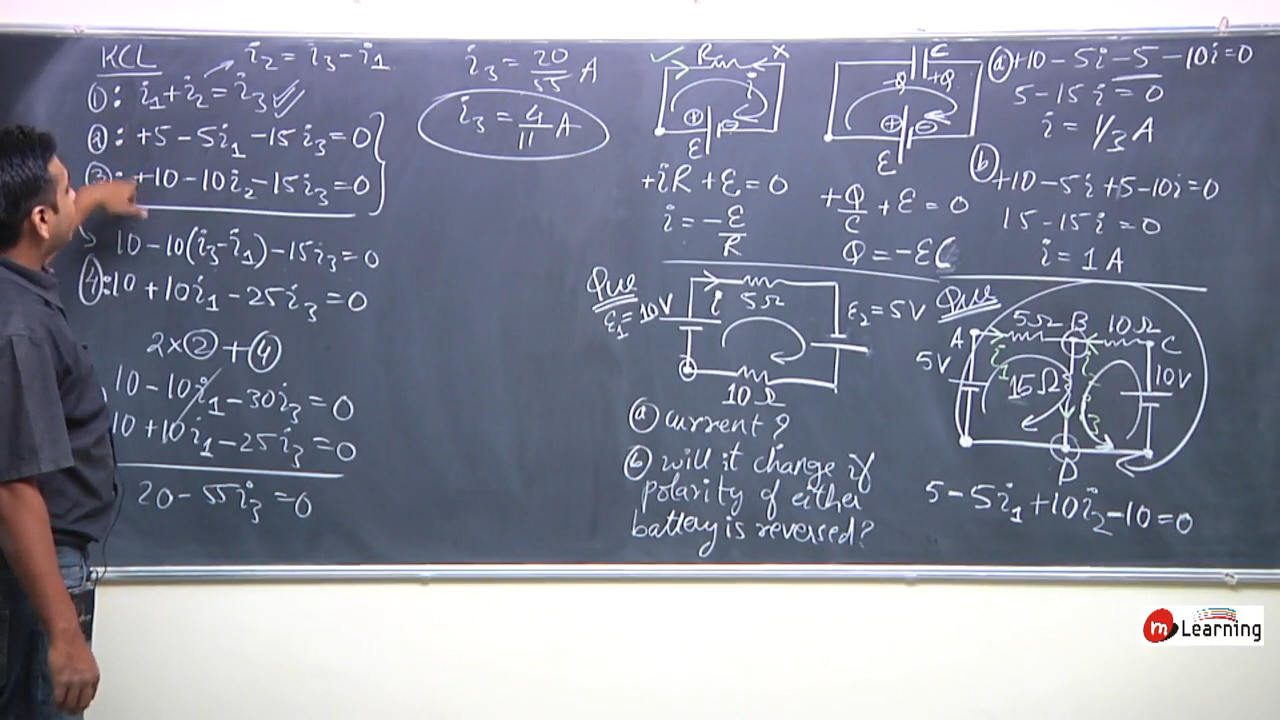 KCL
i₂ = i₃ - i₁
①: i₁ + i₂ = i₃
②: +5 - 5i₁ - 15i₃ = 0
③: +10 - 10i₂ - 15i₃ = 0
10 - 10(i₃ - i₁) - 15i₃ = 0
④: 10 + 10i₁ - 25i₃ = 0
2 × ② + ④
10 - 10i₁ - 30i₃ = 0
10 + 10i₁ - 25i₃ = 0
20 - 55i₃ = 0
i₃ = 20/55 A
i₃ = 4/11 A
R
X
i
⊕ ⊖
ε
+iR + ε = 0
i = -ε/R
C
-Q +Q
⊕ ⊖
ε
+Q/C + ε = 0
Q = -εC
ⓐ +10 - 5i - 5 - 10i = 0
5 - 15i = 0
i = 1/3 A
ⓑ
+10 - 5i + 5 - 10i = 0
15 - 15i = 0
i = 1 A
Que
ε₁ = 10V
i
5Ω
ε₂ = 5V
10Ω
ⓐ current?
ⓑ will it change if
polarity of either
battery is reversed?
Que
A 5Ω B 10Ω C
i₁ i₂
5V 15Ω 10V
i₃
D
5 - 5i₁ + 10i₂ - 10 = 0
m Learning